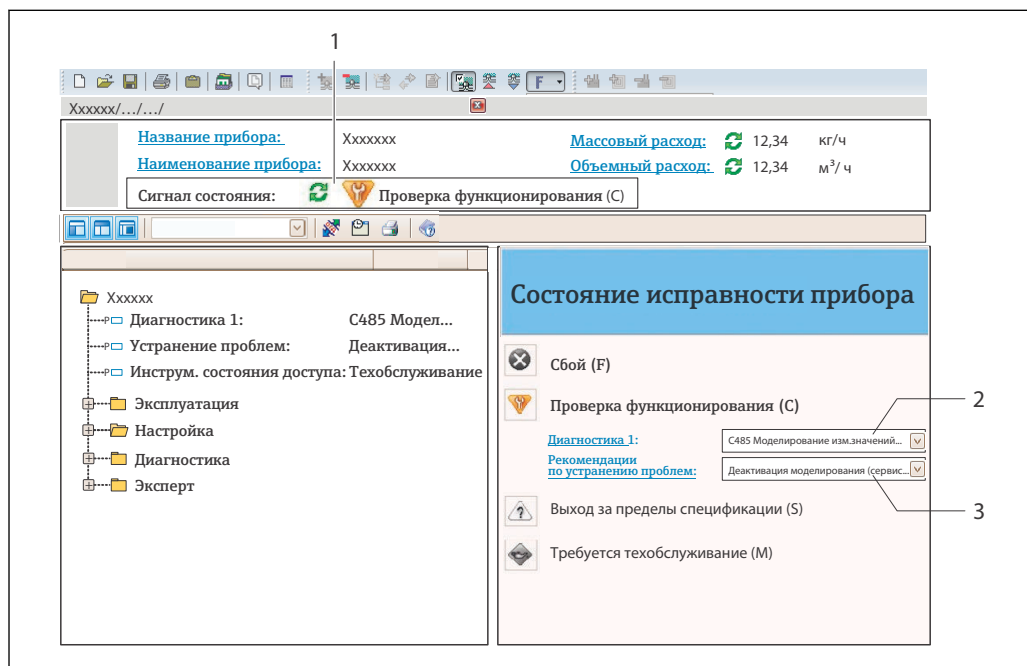 1
F
Xxxxxx/.../.../
Название прибора: Xxxxxxx Массовый расход: 12,34 кг/ч
Наименование прибора: Xxxxxxx Объемный расход: 12,34 м³/ ч
Сигнал состояния: Проверка функционирования (C)
Xxxxxx
P Диагностика 1: C485 Модел...
P Устранение проблем: Деактивация...
P Инструм. состояния доступа: Техобслуживание
Эксплуатация
Настройка
Диагностика
Эксперт
Состояние исправности прибора
Сбой (F)
Проверка функционирования (C)
2
Диагностика 1: C485 Моделирование изм.значений...
Рекомендации
по устранению проблем: Деактивация моделирования (сервис...
3
Выход за пределы спецификации (S)
Требуется техобслуживание (M)